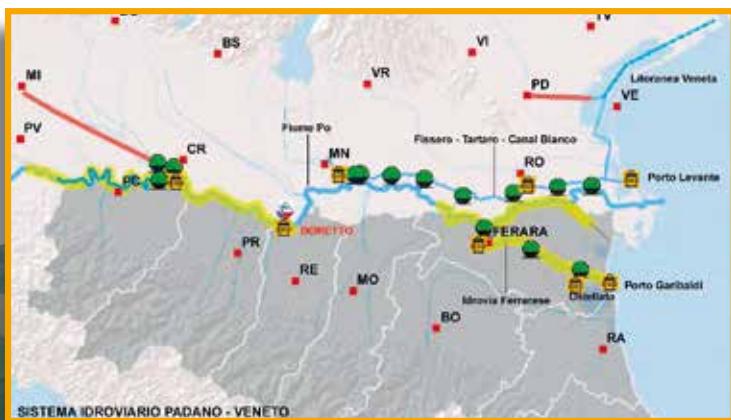 TV
BS
VI
MI
VR
Litoranea Veneta
PD
VE
PV
Fiume Po
Fissero - Tartaro - Canal Bianco
CR
MN
RO
Porto Levante
PC
BORETTO
FERARA
PR
RE
MO
Idrovia Ferrarese
Porto Garibaldi
BO
RA
SISTEMA IDROVIARIO PADANO - VENETO